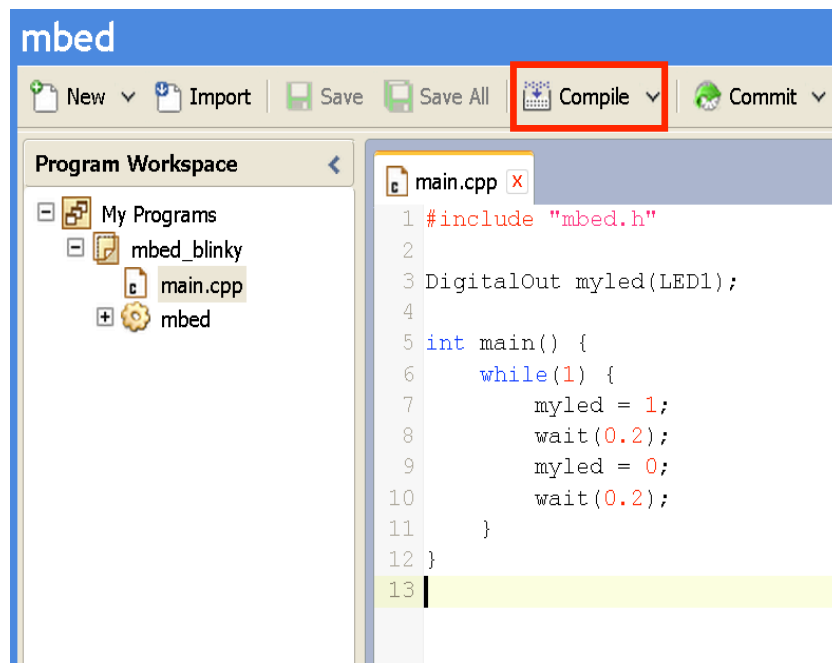 mbed
New Import Save Save All Compile Commit
Program Workspace
My Programs
mbed_blinky
main.cpp
mbed
main.cpp x
1 #include "mbed.h"
2
3 DigitalOut myled(LED1);
4
5 int main() {
6     while(1) {
7         myled = 1;
8         wait(0.2);
9         myled = 0;
10         wait(0.2);
11     }
12 }
13